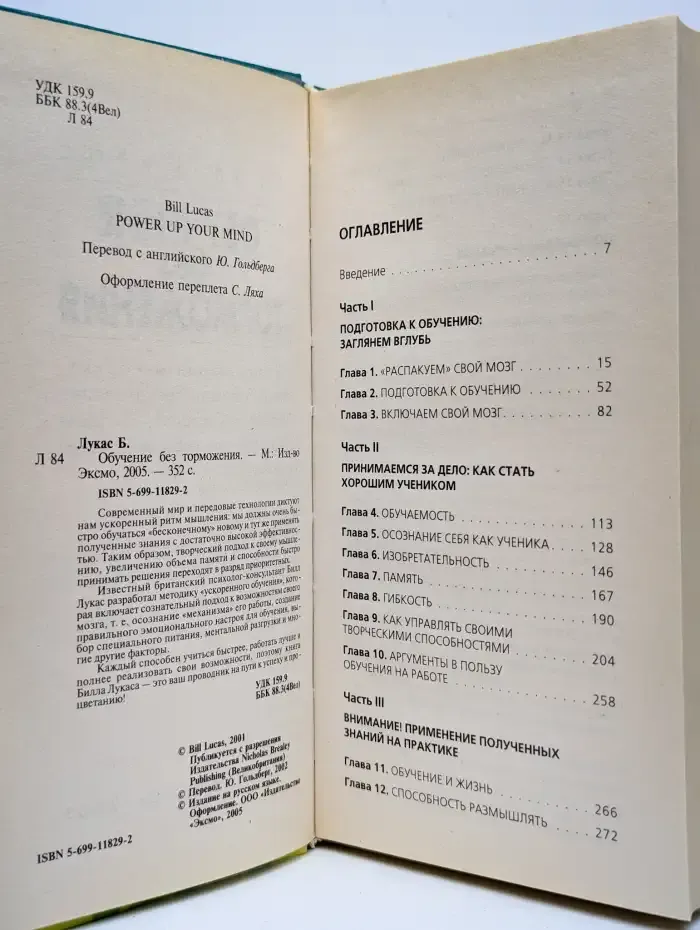 УДК 159.9
ББК 88.3(4Вел)
Л 84
Bill Lucas
POWER UP YOUR MIND
Перевод с английского Ю. Гольдберга
Оформление переплета С. Ляха
Лукас Б.
Л 84 Обучение без торможения. — М.: Изд-во
Эксмо, 2005. — 352 с.
ISBN 5-699-11829-2
Современный мир и передовые технологии диктуют
нам ускоренный ритм мышления: мы должны очень бы-
стро обучаться «бесконечному» новому и тут же применять
полученные знания с достаточно высокой эффективнос-
тью. Таким образом, творческий подход к своему мышле-
нию, увеличению объема памяти и способности быстро
принимать решения переходят в разряд приоритетных.
Известный британский психолог-консультант Билл
Лукас разработал методику «ускоренного обучения», кото-
рая включает сознательный подход к возможностям своего
мозга, т. е. осознание «механизма» его работы, создание
правильного эмоционального настроя для обучения, вы-
бор специального питания, ментальной разгрузки и мно-
гие другие факторы.
Каждый способен учиться быстрее, работать лучше и
полнее реализовать свои возможности, поэтому книга
Билла Лукаса — это ваш проводник на пути к успеху и про-
цветанию!
УДК 159.9
ББК 88.3(4Вел)
© Bill Lucas, 2001
Публикуется с разрешения
Издательства Nicholas Brealey
Publishing (Великобритания)
© Перевод. Ю. Гольдберг, 2002
© Издание на русском языке.
Оформление. ООО «Издательство
«Эксмо», 2005
ISBN 5-699-11829-2
ОГЛАВЛЕНИЕ
Введение . . . . . . . . . . . . . . . . . . . . . . . . 7
Часть I
ПОДГОТОВКА К ОБУЧЕНИЮ:
ЗАГЛЯНЕМ ВГЛУБЬ
Глава 1. «РАСПАКУЕМ» СВОЙ МОЗГ . . . . . . . . 15
Глава 2. ПОДГОТОВКА К ОБУЧЕНИЮ . . . . . . . 52
Глава 3. ВКЛЮЧАЕМ СВОЙ МОЗГ. . . . . . . . . . 82
Часть II
ПРИНИМАЕМСЯ ЗА ДЕЛО: КАК СТАТЬ
ХОРОШИМ УЧЕНИКОМ
Глава 4. ОБУЧАЕМОСТЬ . . . . . . . . . . . . . . 113
Глава 5. ОСОЗНАНИЕ СЕБЯ КАК УЧЕНИКА. . . . 128
Глава 6. ИЗОБРЕТАТЕЛЬНОСТЬ . . . . . . . . . . 146
Глава 7. ПАМЯТЬ . . . . . . . . . . . . . . . . . 167
Глава 8. ГИБКОСТЬ . . . . . . . . . . . . . . . . 190
Глава 9. КАК УПРАВЛЯТЬ СВОИМИ
ТВОРЧЕСКИМИ СПОСОБНОСТЯМИ . . . . . . . . 204
Глава 10. АРГУМЕНТЫ В ПОЛЬЗУ
ОБУЧЕНИЯ НА РАБОТЕ . . . . . . . . . . . . . . 258
Часть III
ВНИМАНИЕ! ПРИМЕНЕНИЕ ПОЛУЧЕННЫХ
ЗНАНИЙ НА ПРАКТИКЕ
Глава 11. ОБУЧЕНИЕ И ЖИЗНЬ . . . . . . . . . . 266
Глава 12. СПОСОБНОСТЬ РАЗМЫШЛЯТЬ . . . . . 272